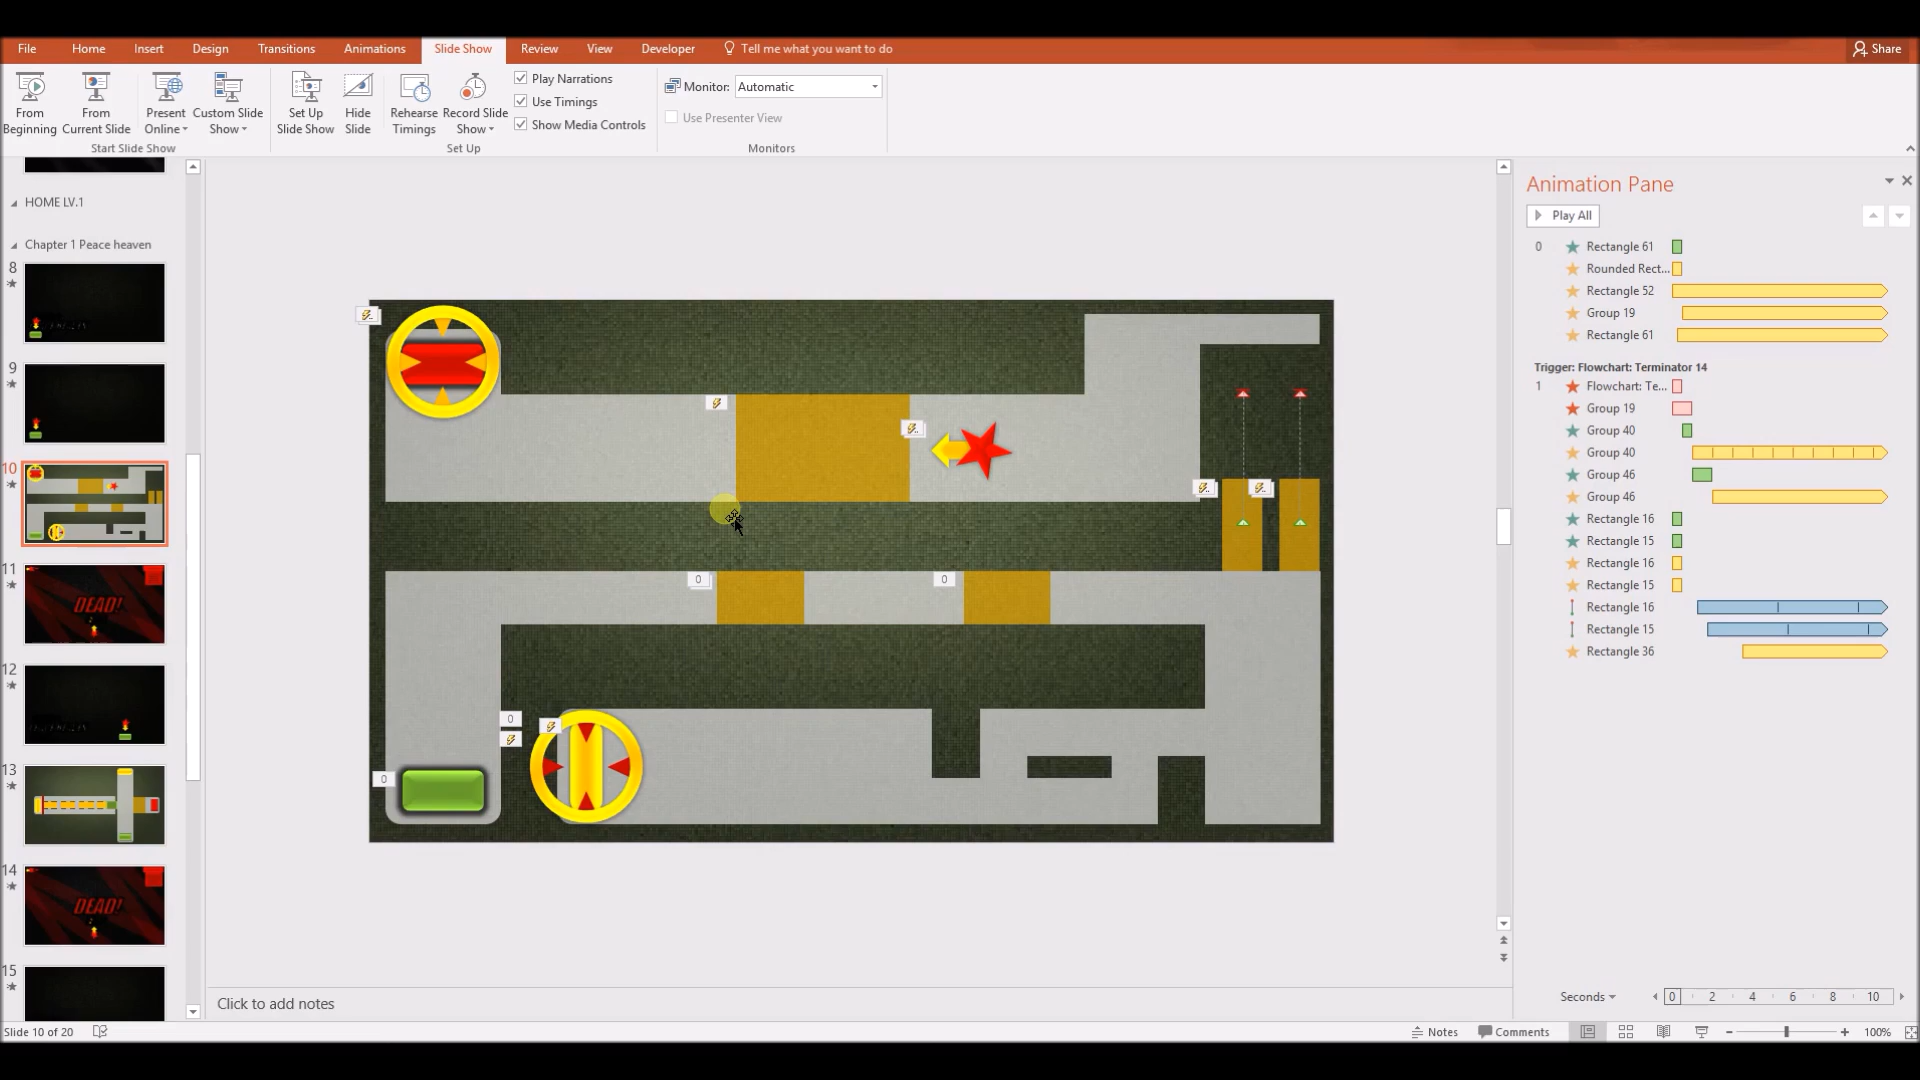 File Home Insert Design Transitions Animations Slide Show Review View Developer Tell me what you want to do Share
From Beginning
From Current Slide
Present Online
Custom Slide Show
Start Slide Show
Set Up Slide Show
Hide Slide
Rehearse Timings
Record Slide Show
Play Narrations
Use Timings
Show Media Controls
Set Up
Monitor: Automatic
Use Presenter View
Monitors
HOME LV.1
Chapter 1 Peace heaven
8
9
10
11
DEAD!
12
13
14
DEAD!
15
0
0
0
0
Animation Pane
Play All
0 Rectangle 61
Rounded Rect...
Rectangle 52
Group 19
Rectangle 61
Trigger: Flowchart: Terminator 14
1 Flowchart: Te...
Group 19
Group 40
Group 40
Group 46
Group 46
Rectangle 16
Rectangle 15
Rectangle 16
Rectangle 15
Rectangle 16
Rectangle 15
Rectangle 36
Seconds 0 2 4 6 8 10
Click to add notes
Slide 10 of 20 Notes Comments 100%